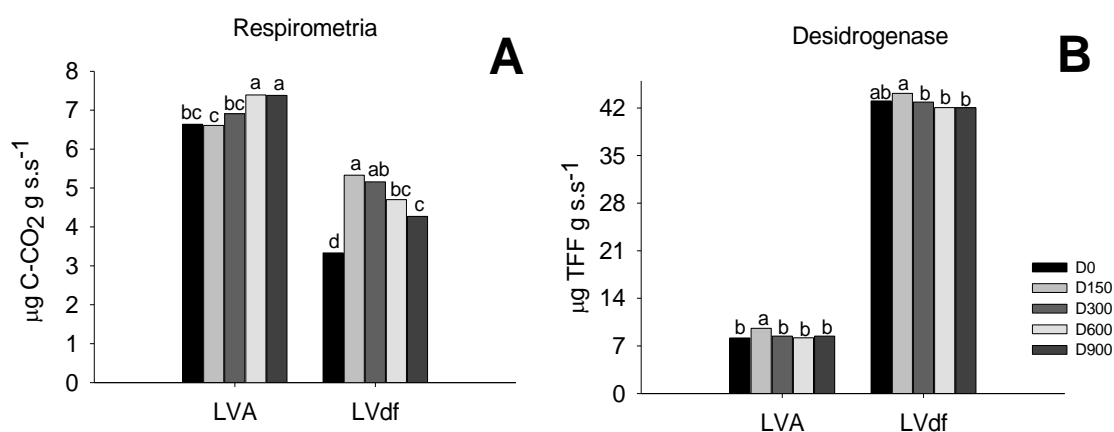 Respirometria
A
8
7
6
5
4
3
2
1
0
µg C-CO2 g s.s-1
bc c bc a a
d a ab bc c
LVA LVdf
Desidrogenase
B
42
35
28
21
14
7
0
µg TFF g s.s-1
b a b b b
ab a b b b
LVA LVdf
D0
D150
D300
D600
D900